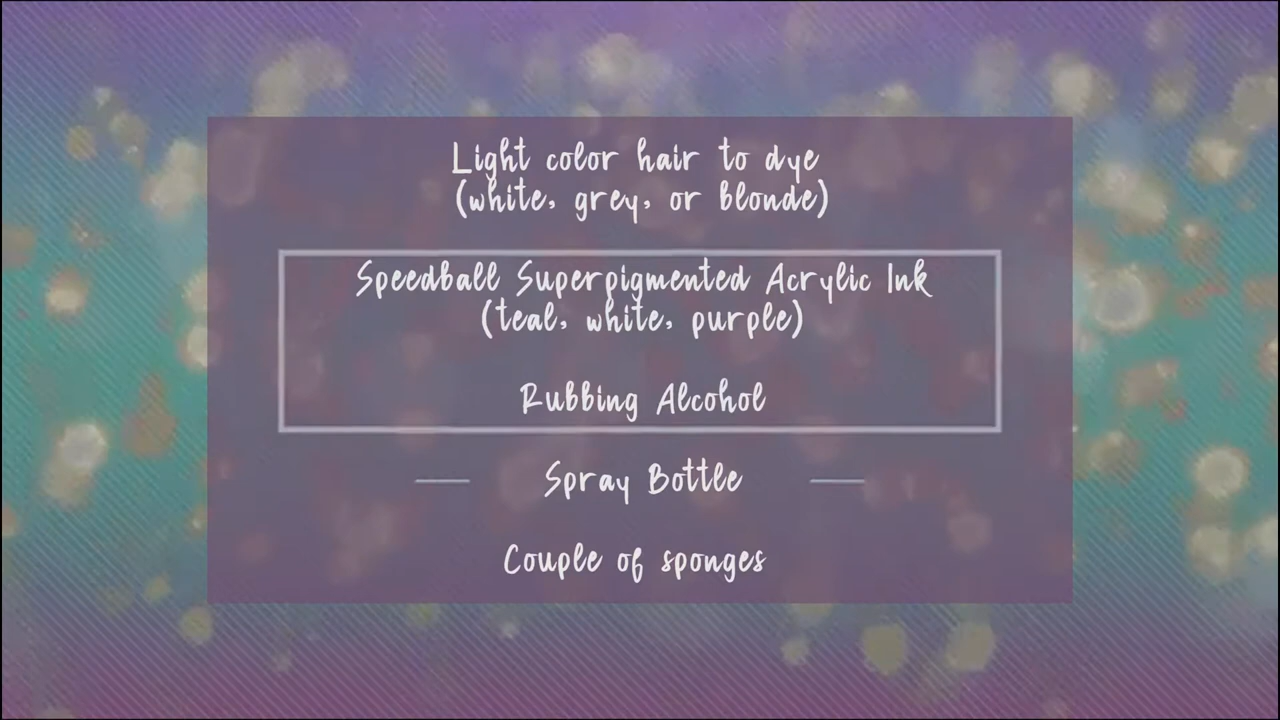 Light color hair to dye
(white, grey, or blonde)
Speedball Superpigmented Acrylic Ink
(teal, white, purple)
Rubbing Alcohol
Spray Bottle
Couple of sponges